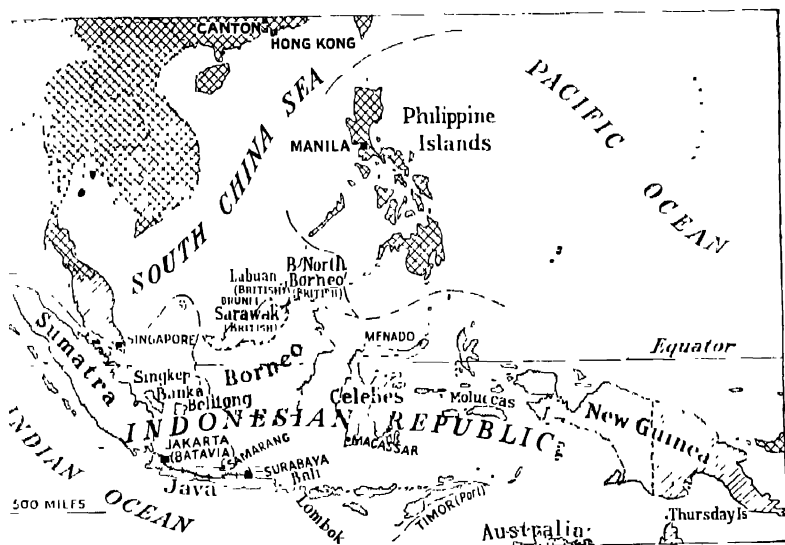 CANTON
HONG KONG
PACIFIC OCEAN
SOUTH CHINA SEA
Philippine
Islands
MANILA
Labuan
(BRITISH)
BRUNEI
Sarawak
(BRITISH)
B/North
Borneo
(BRITISH)
SINGAPORE
MENADO
Equator
Sumatra
Singkep
Banka
Belitong
Borneo
Celebes
Moluccas
New Guinea
INDONESIAN REPUBLIC
MACASSAR
JAKARTA
(BATAVIA)
SAMARANG
SURABAYA
Bali
Java
Lombok
TIMOR (Port)
INDIAN OCEAN
500 MILES
Thursday Is
Australia